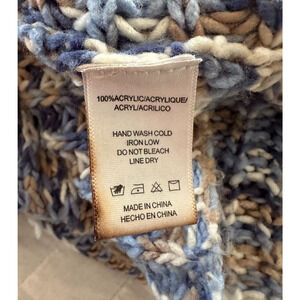 100%ACRYLIC/ACRYLIQUE/
ACRYL/ACRILICO
HAND WASH COLD
IRON LOW
DO NOT BLEACH
LINE DRY
MADE IN CHINA
HECHO EN CHINA